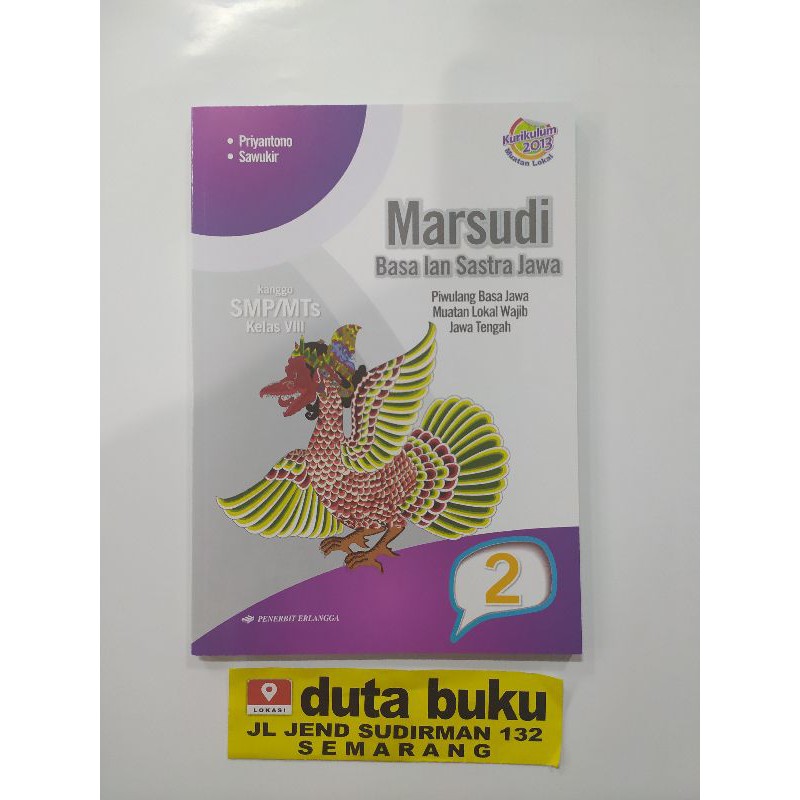 • Priyantono
• Sawukir
Kurikulum
2013
Muatan Lokal
Marsudi
Basa lan Sastra Jawa
kanggo
SMP/MTs
Kelas VIII
Piwulang Basa Jawa
Muatan Lokal Wajib
Jawa Tengah
2
PENERBIT ERLANGGA
LOKASI
duta buku
JL JEND SUDIRMAN 132
SEMARANG